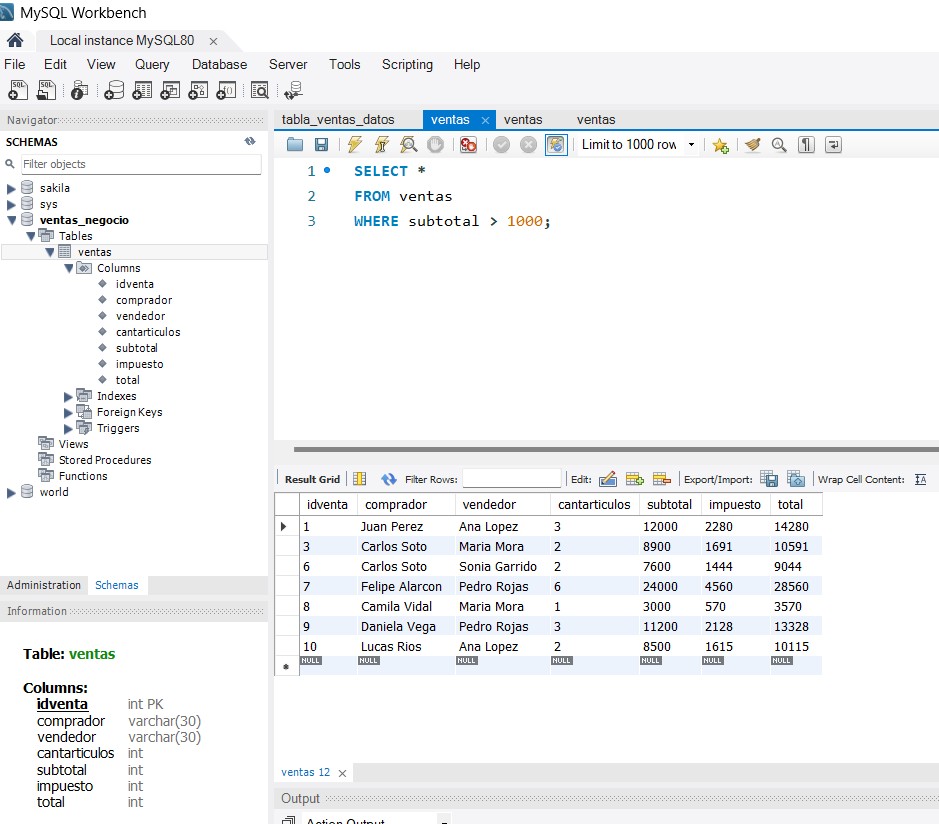 MySQL Workbench
Local instance MySQL80
File Edit View Query Database Server Tools Scripting Help
Navigator
SCHEMAS
Filter objects
sakila
sys
ventas_negocio
Tables
ventas
Columns
idventa
comprador
vendedor
cantarticulos
subtotal
impuesto
total
Indexes
Foreign Keys
Triggers
Views
Stored Procedures
Functions
world
Administration Schemas
Information
Table: ventas
Columns:
idventa int PK
comprador varchar(30)
vendedor varchar(30)
cantarticulos int
subtotal int
impuesto int
total int
tabla_ventas_datos ventas ventas ventas
Limit to 1000 row
1 SELECT *
2 FROM ventas
3 WHERE subtotal > 1000;
Result Grid Filter Rows: Edit: Export/Import: Wrap Cell Content:
idventa comprador vendedor cantarticulos subtotal impuesto total
1 Juan Perez Ana Lopez 3 12000 2280 14280
3 Carlos Soto Maria Mora 2 8900 1691 10591
6 Carlos Soto Sonia Garrido 2 7600 1444 9044
7 Felipe Alarcon Pedro Rojas 6 24000 4560 28560
8 Camila Vidal Maria Mora 1 3000 570 3570
9 Daniela Vega Pedro Rojas 3 11200 2128 13328
10 Lucas Rios Ana Lopez 2 8500 1615 10115
NULL NULL NULL NULL NULL NULL NULL
ventas 12
Output
Action Output